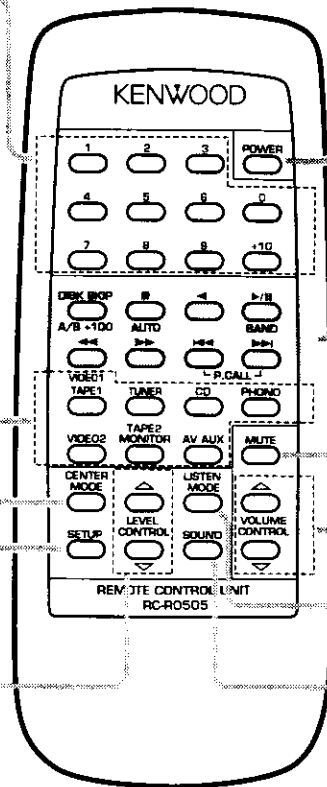 KENWOOD
1 2 3 POWER
4 5 6 0
7 8 9 +10
DISK SKIP ■ ◄ ►/II
A/B +100 AUTO BAND
◄◄ ►► I◄◄ ►►I
P.CALL
VIDEO1
TAPE1 TUNER CD PHONO
TAPE2
VIDEO2 MONITOR AV AUX MUTE
CENTER LISTEN
MODE MODE
LEVEL VOLUME
SETUP CONTROL SOUND CONTROL
REMOTE CONTROL UNIT
RC-R0505